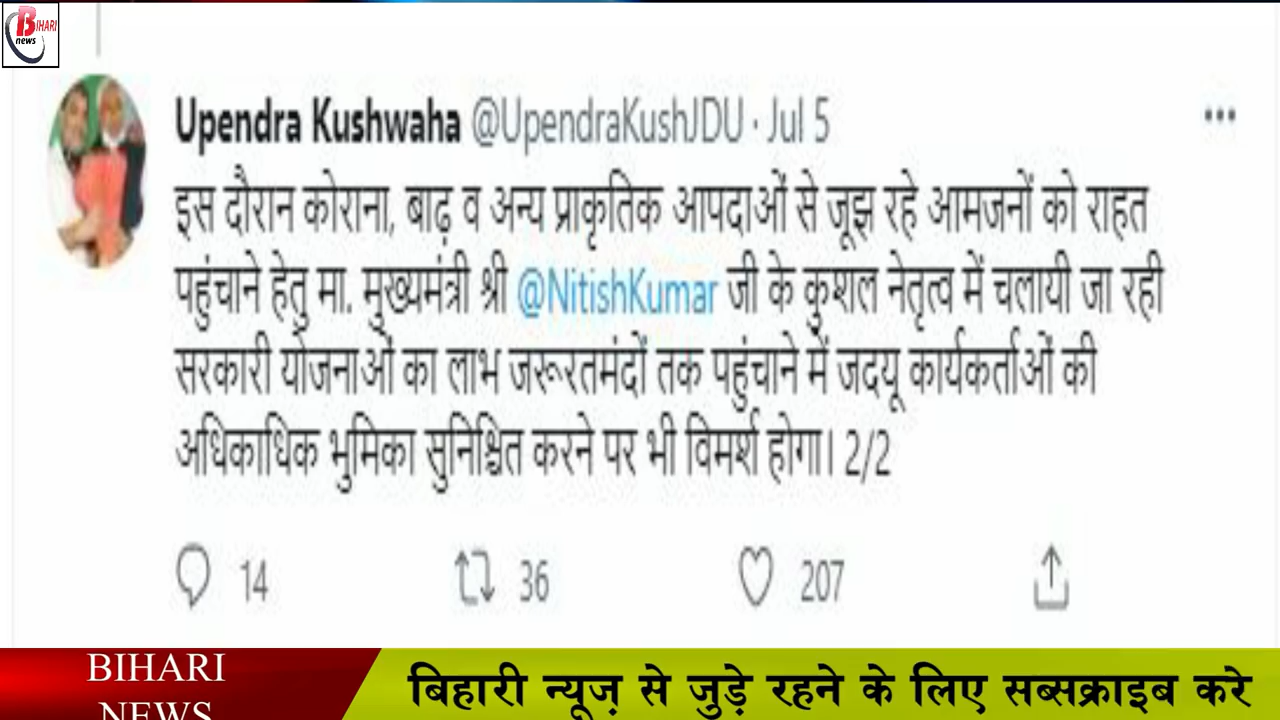 BIHARI
news
Upendra Kushwaha @UpendraKushJDU · Jul 5
इस दौरान कोराना, बाढ़ व अन्य प्राकृतिक आपदाओं से जूझ रहे आमजनों को राहत
पहुंचाने हेतु मा. मुख्यमंत्री श्री @NitishKumar जी के कुशल नेतृत्व में चलायी जा रही
सरकारी योजनाओं का लाभ जरूरतमंदों तक पहुंचाने में जदयू कार्यकर्ताओं की
अधिकाधिक भुमिका सुनिश्चित करने पर भी विमर्श होगा। 2/2
14 36 207
BIHARI
NEWS
बिहारी न्यूज़ से जुड़े रहने के लिए सब्सक्राइब करे